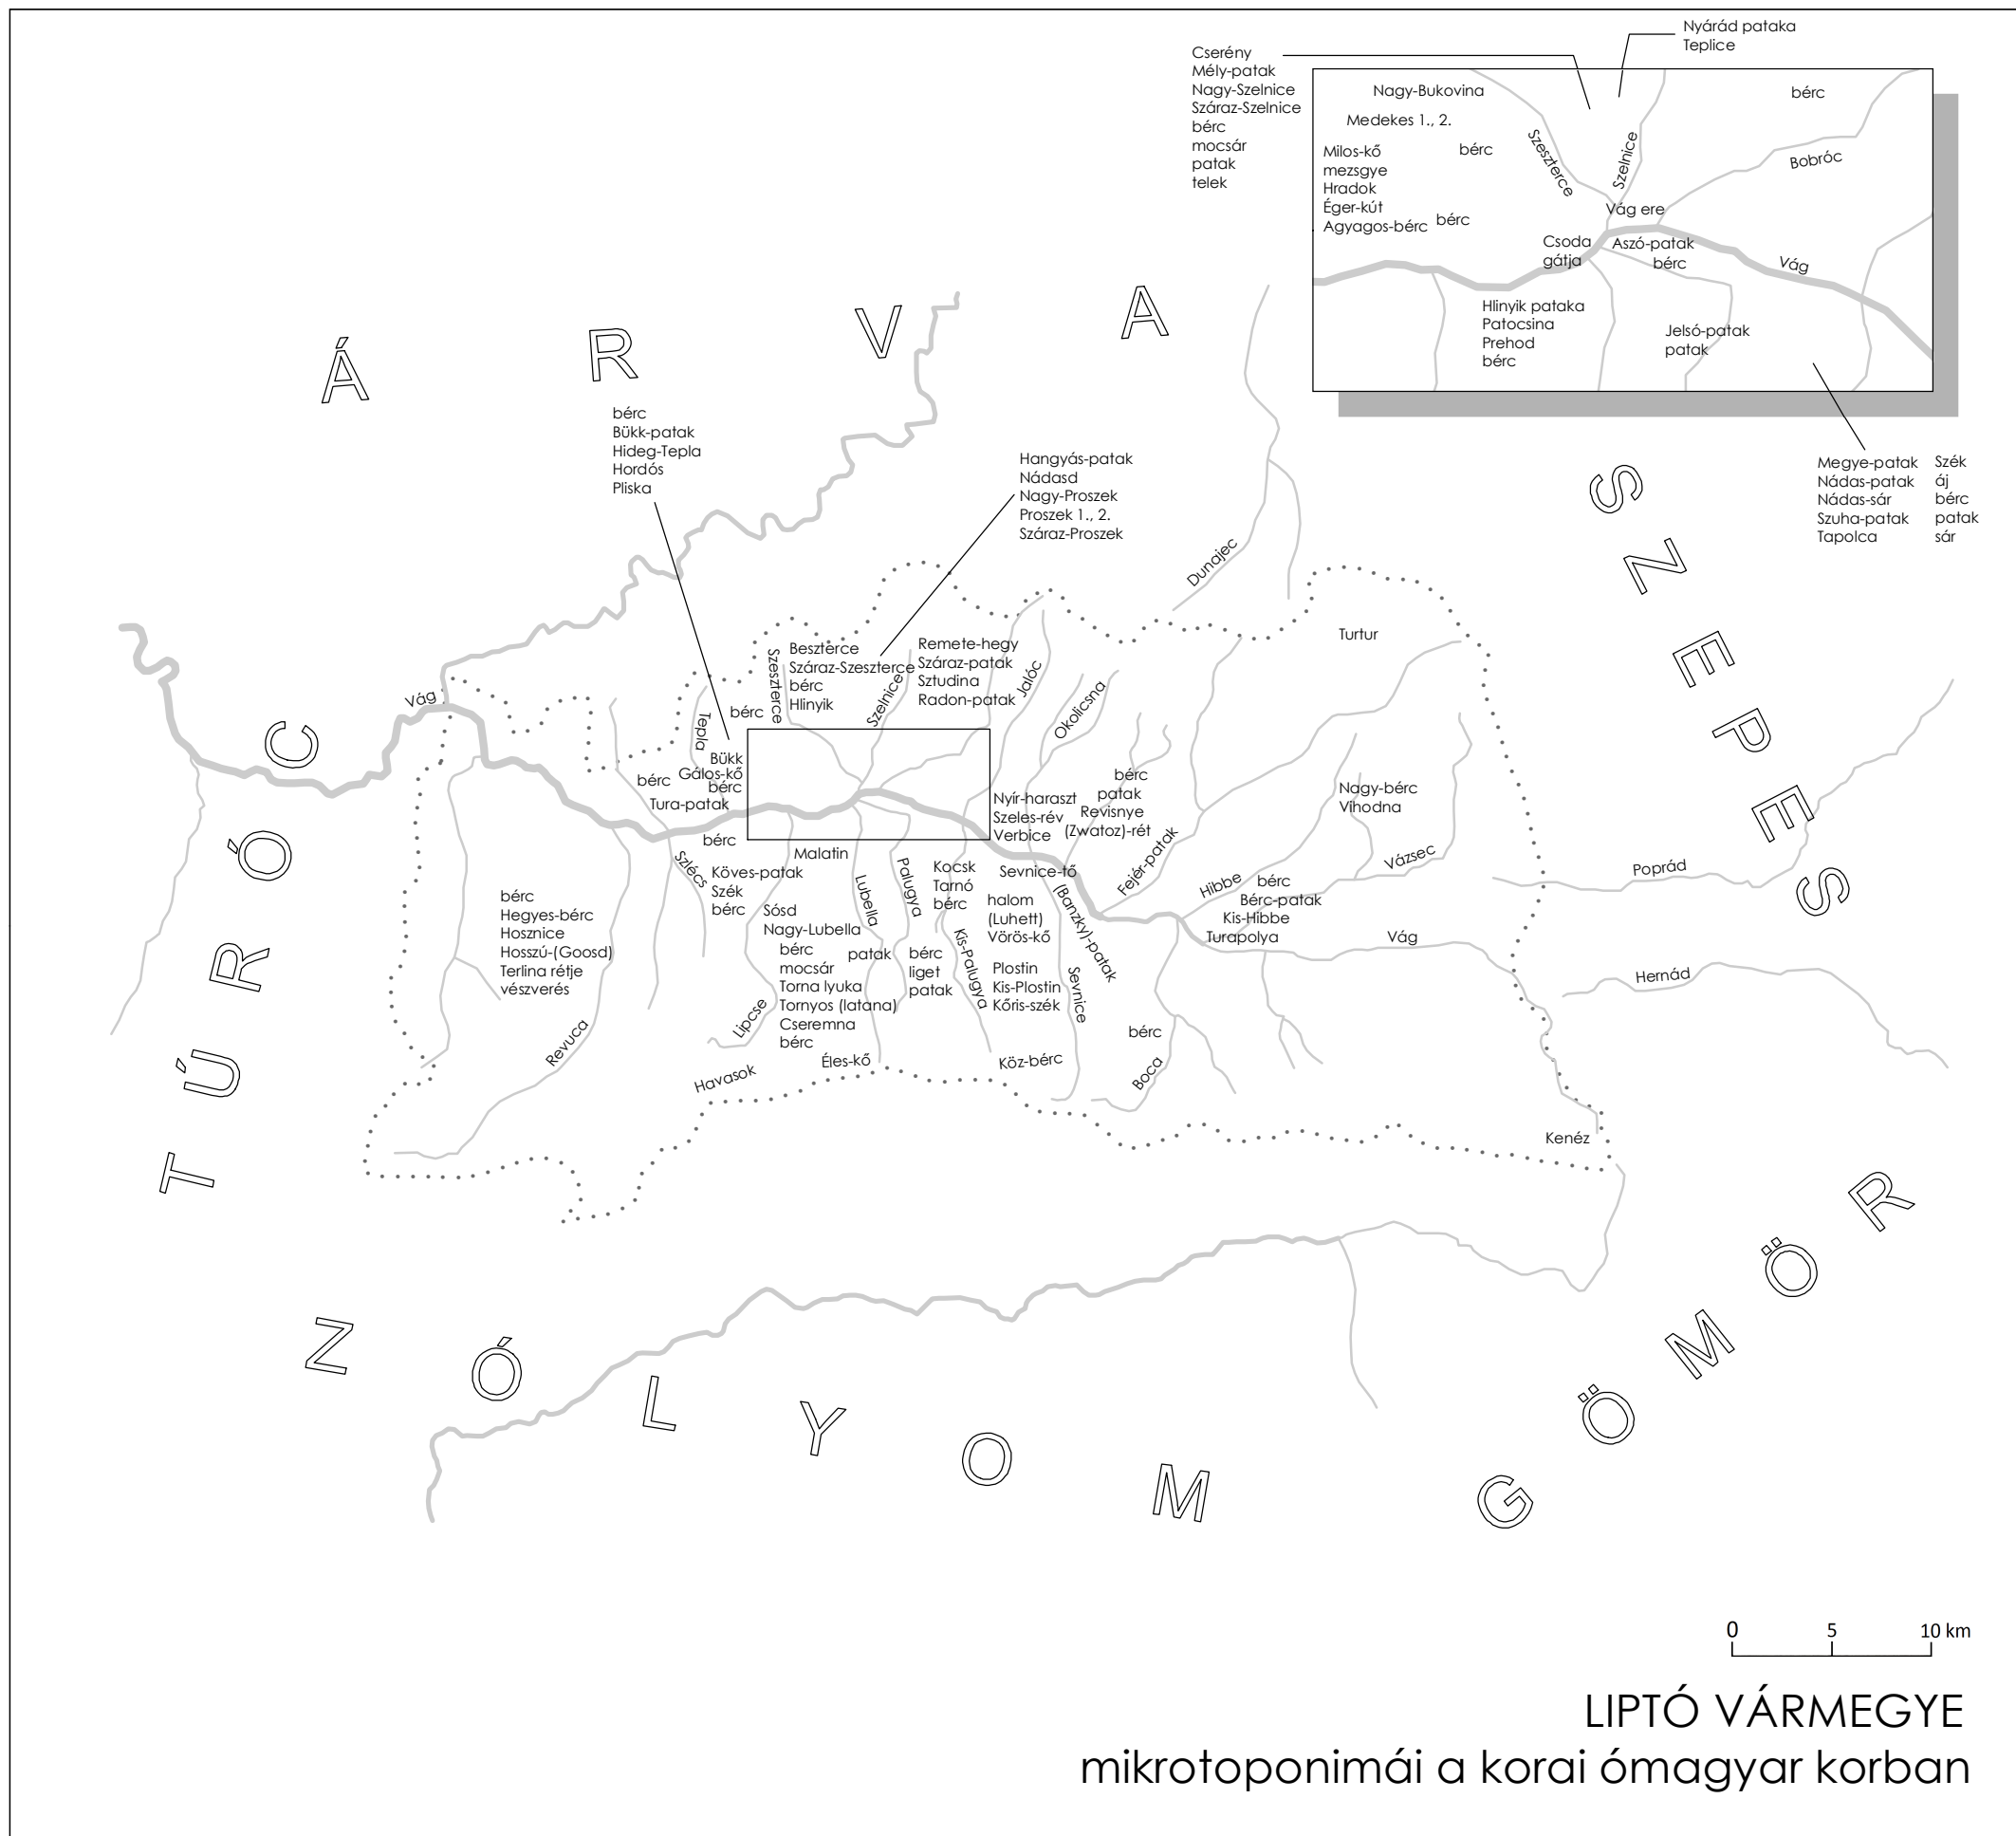 Nyárád pataka
Teplice
Cserény
Mély-patak
Nagy-Szelnice
Száraz-Szelnice
bérc
mocsár
patak
telek
Nagy-Bukovina
Medekes 1., 2.
bérc
Milos-kő
mezsgye
Hradok
Éger-kút
Agyagos-bérc
bérc
bérc
Szeszterce
Szelnice
Bobróc
Vág ere
Csoda
gátja
Aszó-patak
bérc
Vág
Hlinyik pataka
Patocsina
Prehod
bérc
Jelső-patak
patak
Megye-patak
Nádas-patak
Nádas-sár
Szuha-patak
Tapolca
Szék
áj
bérc
patak
sár
ÁRVA
bérc
Bükk-patak
Hideg-Tepla
Hordós
Pliska
Hangyás-patak
Nádasd
Nagy-Proszek
Proszek 1., 2.
Száraz-Proszek
SZEPES
Dunajec
Turtur
Vág
Szeszterce
Beszterce
Száraz-Szeszterce
bérc
Hlinyik
Szelnice
Remete-hegy
Száraz-patak
Sztudina
Radon-patak
Jalóc
Okolicsna
Tepla
bérc
Bükk
Gálos-kő
bérc
bérc
Tura-patak
bérc
Nyír-haraszt
Szeles-rév
Verbice
bérc
patak
Revisnye
(Zwatoz)-rét
Fejér-patak
Nagy-bérc
Vihodna
Vázsec
Poprád
Malatin
Szlécs
Köves-patak
Szék
bérc
Lubella
Palugya
Kocsk
Tarnó
bérc
Sevnice-tő
halom
(Luhett)
Vörös-kő
(Banzky)-patak
Hibbe
bérc
Bérc-patak
Kis-Hibbe
Turapolya
Vág
Hernád
bérc
Hegyes-bérc
Hosznice
Hosszú-(Goosd)
Terlina rétje
vészverés
Sósd
Nagy-Lubella
bérc
mocsár
Torna lyuka
Tornyos (latana)
Cseremna
bérc
patak
bérc
liget
patak
Kis-Palugya
Plostin
Kis-Plostin
Kőris-szék
Sevnice
Lipcse
Revuca
Havasok
Éles-kő
Köz-bérc
bérc
Boca
Kenéz
TÚRÓC
ZÓLYOM
GÖMÖR
0 5 10 km
LIPTÓ VÁRMEGYE
mikrotoponimái a korai ómagyar korban